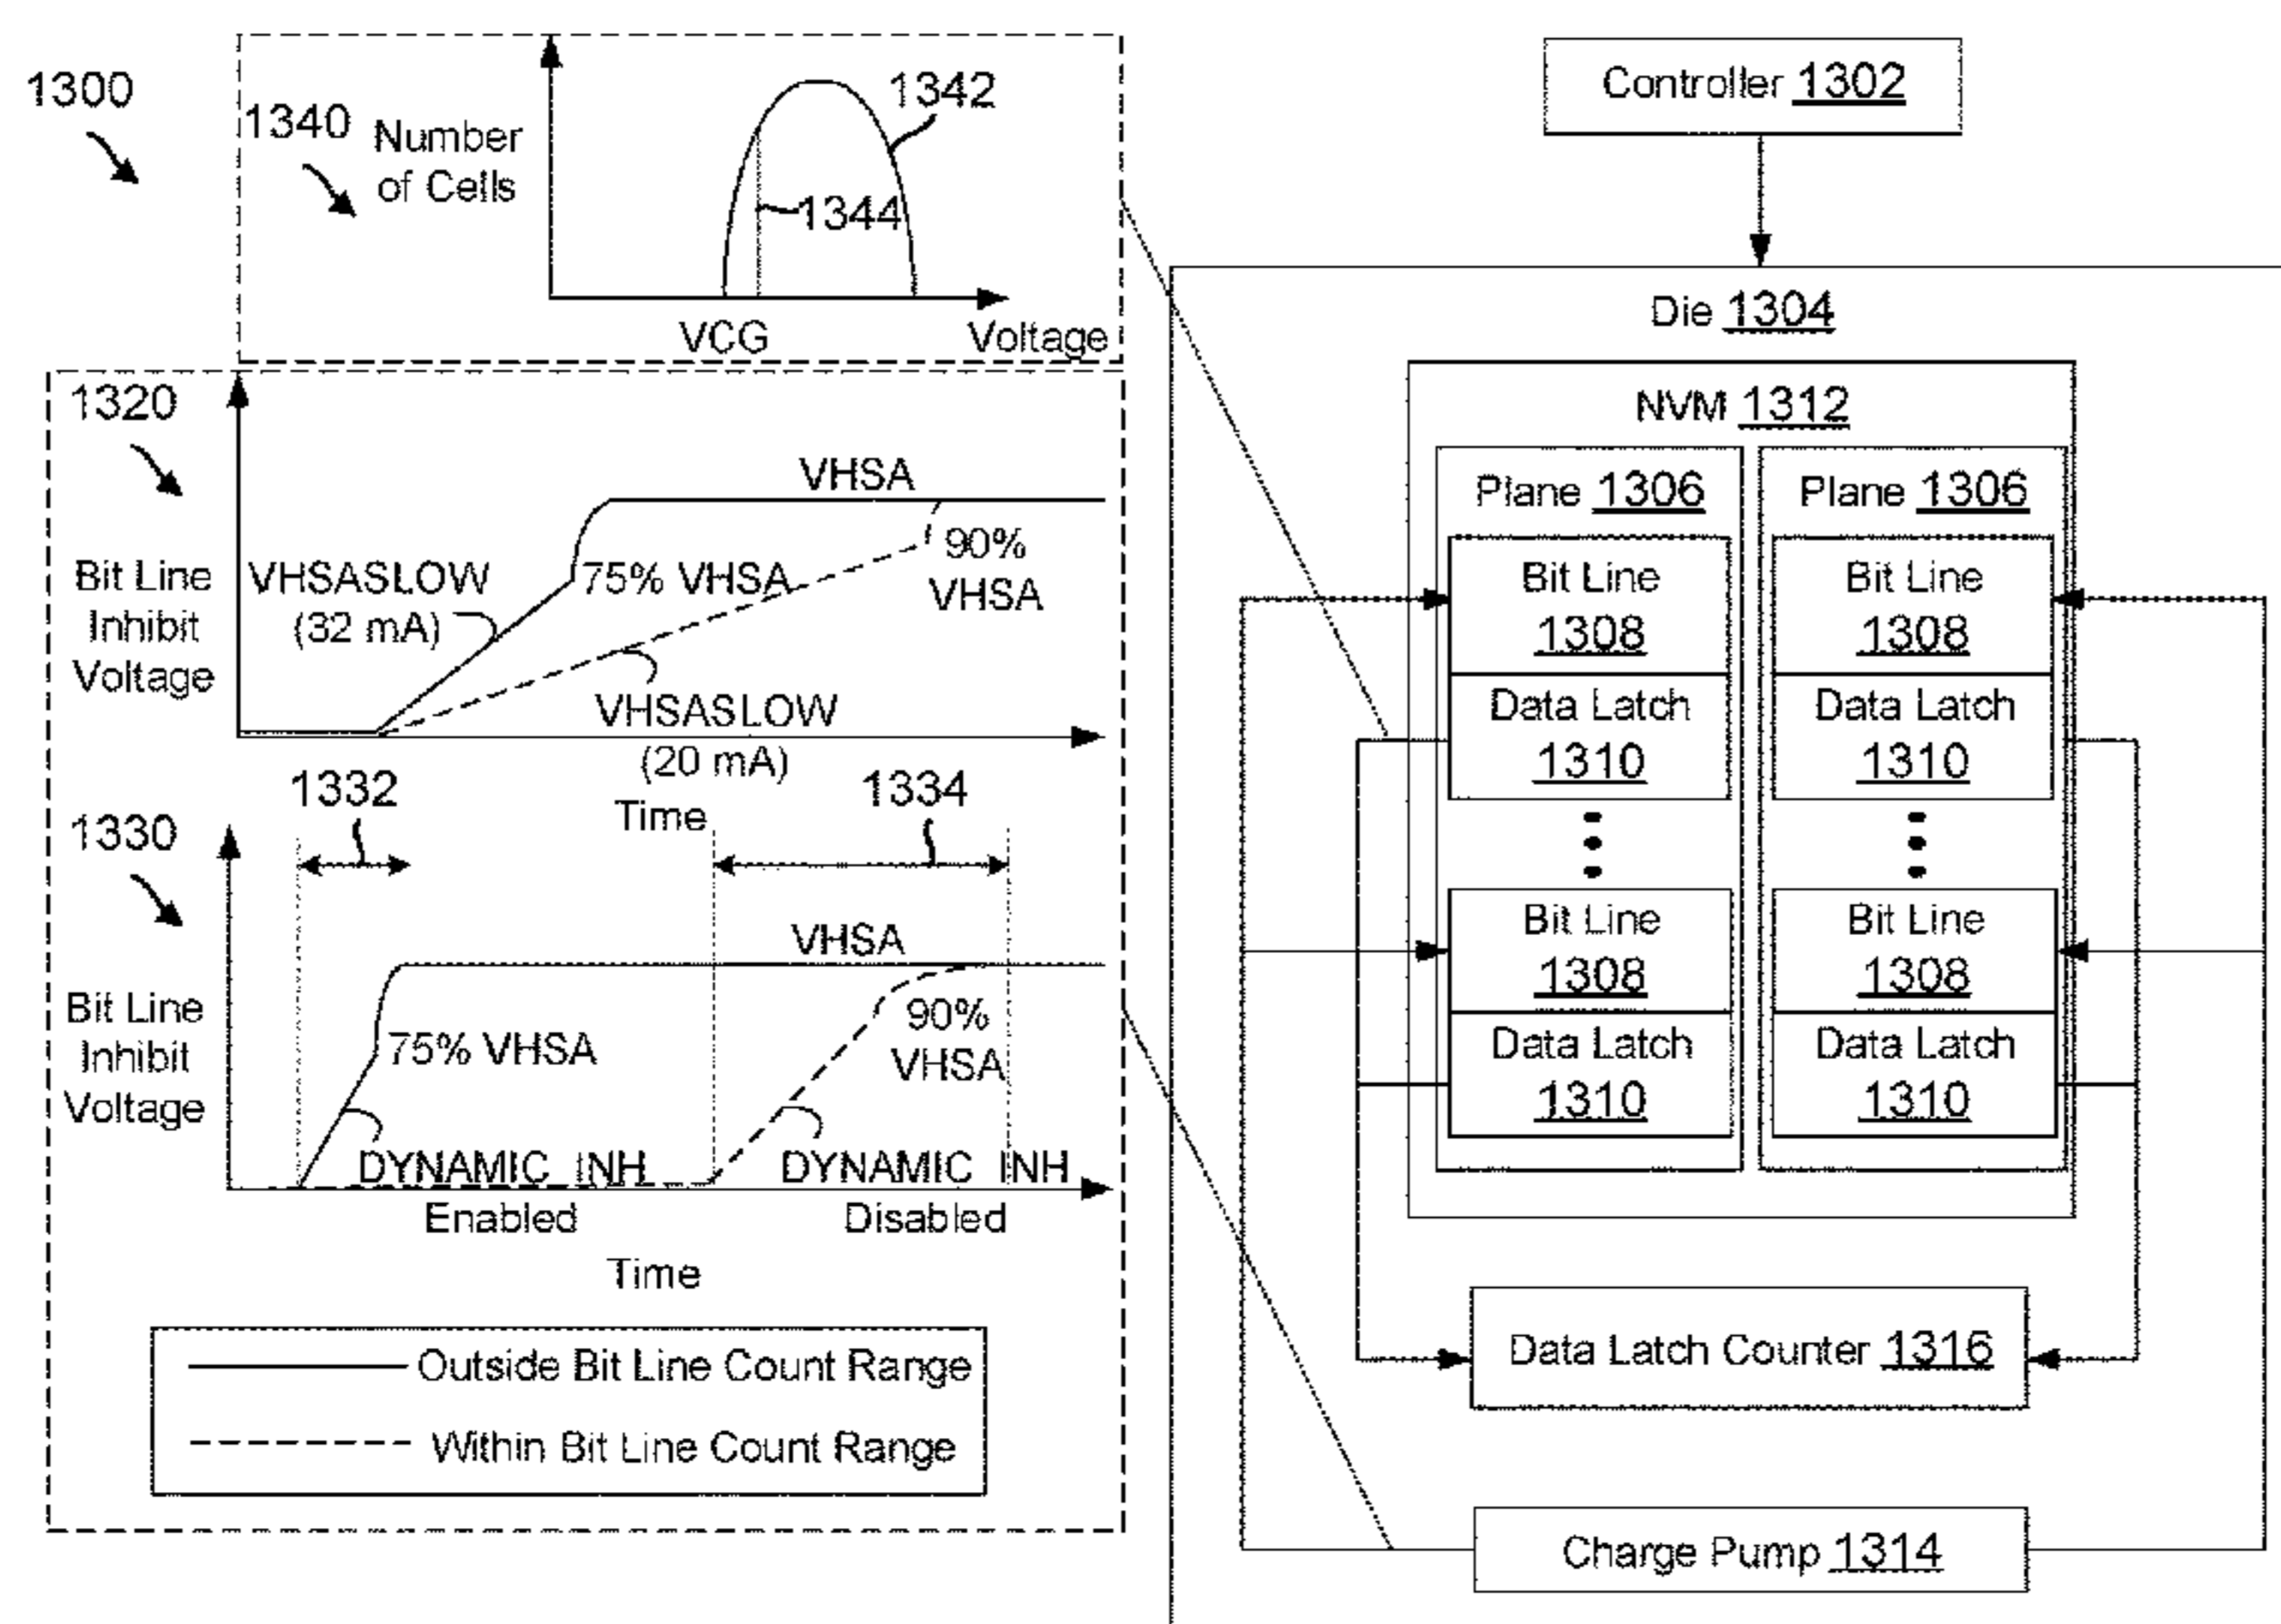 1300
1340
Number
of Cells
1342
1344
VCG
Voltage
1320
Bit Line
Inhibit
Voltage
VHSA
VHSASLOW
(32 mA)
75% VHSA
90%
VHSA
VHSASLOW
(20 mA)
Time
1330
1332
1334
Bit Line
Inhibit
Voltage
VHSA
75% VHSA
90%
VHSA
DYNAMIC_INH
Enabled
DYNAMIC_INH
Disabled
Time
Outside Bit Line Count Range
Within Bit Line Count Range
Controller 1302
Die 1304
NVM 1312
Plane 1306
Bit Line
1308
Data Latch
1310
Bit Line
1308
Data Latch
1310
Plane 1306
Bit Line
1308
Data Latch
1310
Bit Line
1308
Data Latch
1310
Data Latch Counter 1316
Charge Pump 1314